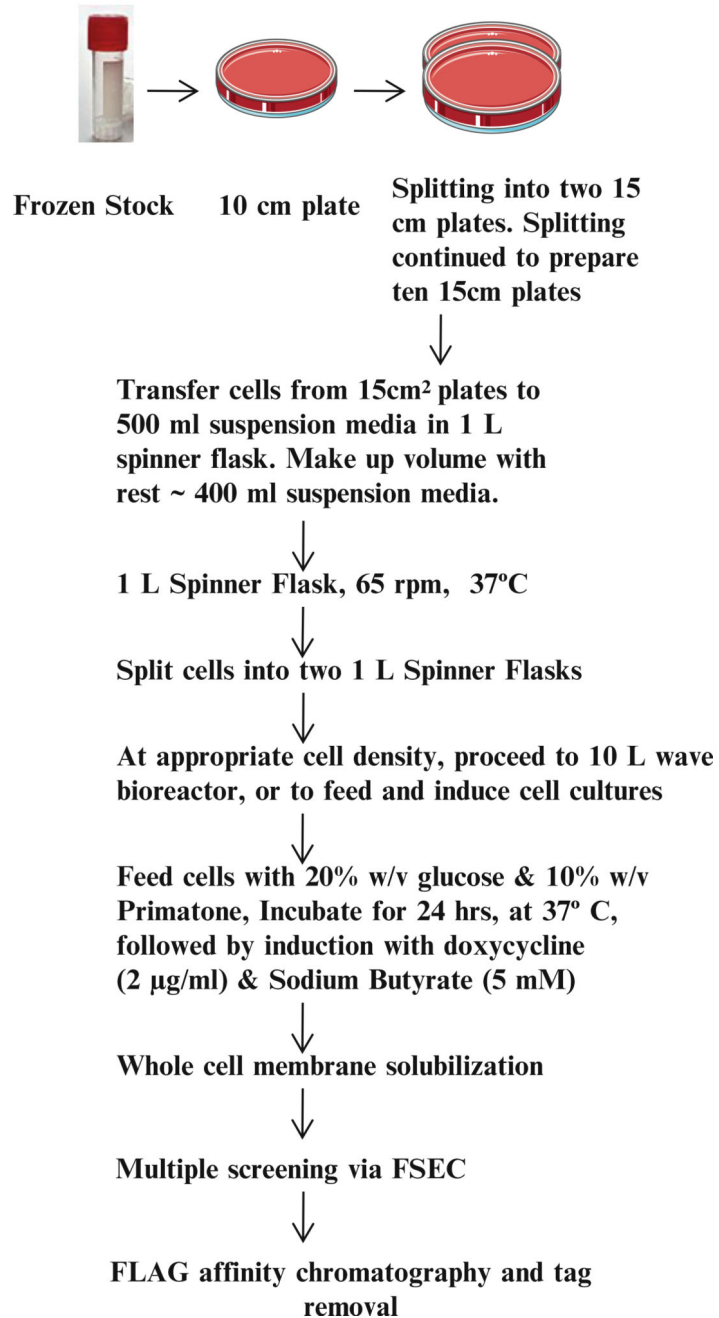 Frozen Stock
10 cm plate
Splitting into two 15
cm plates. Splitting
continued to prepare
ten 15cm plates
Transfer cells from 15cm² plates to
500 ml suspension media in 1 L
spinner flask. Make up volume with
rest ~ 400 ml suspension media.
1 L Spinner Flask, 65 rpm, 37ºC
Split cells into two 1 L Spinner Flasks
At appropriate cell density, proceed to 10 L wave
bioreactor, or to feed and induce cell cultures
Feed cells with 20% w/v glucose & 10% w/v
Primatone, Incubate for 24 hrs, at 37º C,
followed by induction with doxycycline
(2 µg/ml) & Sodium Butyrate (5 mM)
Whole cell membrane solubilization
Multiple screening via FSEC
FLAG affinity chromatography and tag
removal